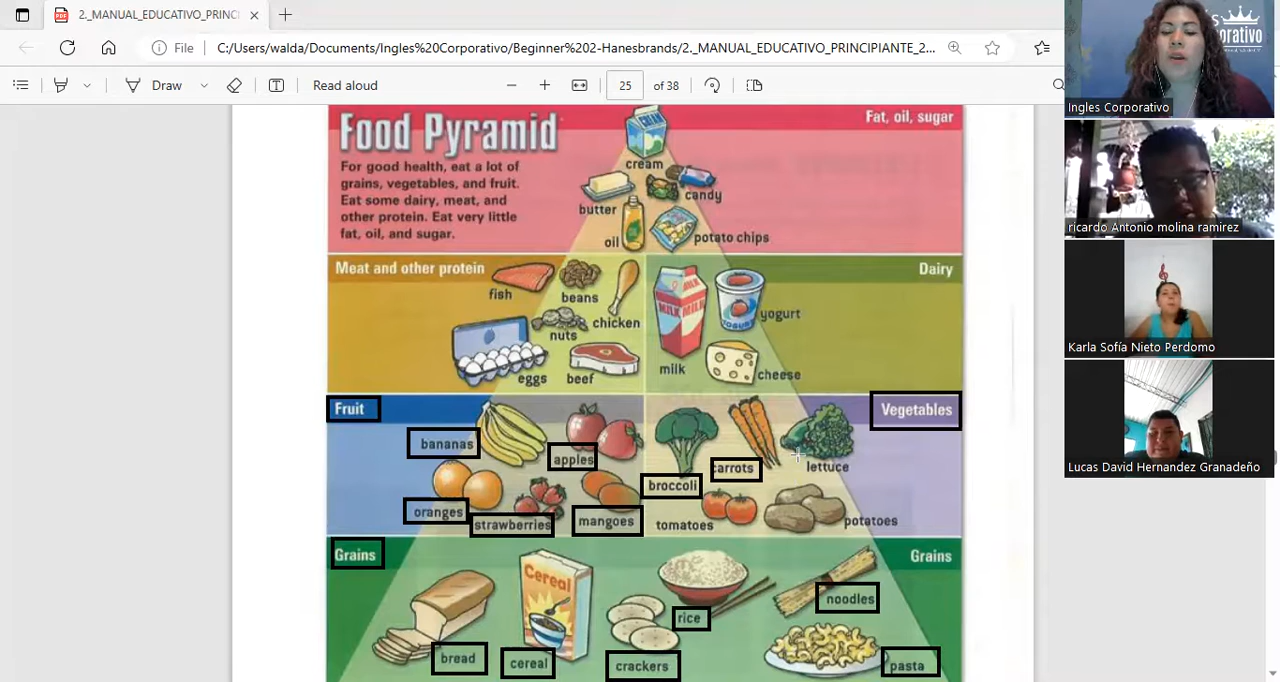 2._MANUAL_EDUCATIVO_PRINCI
File
C:/Users/walda/Documents/Ingles%20Corporativo/Beginner%202-Hanesbrands/2._MANUAL_EDUCATIVO_PRINCIPIANTE_2...
Draw
Read aloud
25
of 38
Food Pyramid
For good health, eat a lot of
grains, vegetables, and fruit.
Eat some dairy, meat, and
other protein. Eat very little
fat, oil, and sugar.
Fat, oil, sugar
CREAM
cream
butter
candy
oil
potato chips
Meat and other protein
fish
beans
chicken
nuts
eggs
beef
Dairy
MILK
MILK
milk
YOGURT
yogurt
cheese
Fruit
bananas
apples
oranges
strawberries
mangoes
Vegetables
broccoli
carrots
lettuce
tomatoes
potatoes
Grains
Grains
bread
Cereal
cereal
crackers
rice
noodles
pasta
Ingles Corporativo
ricardo Antonio molina ramirez
Karla Sofía Nieto Perdomo
Lucas David Hernandez Granadeño